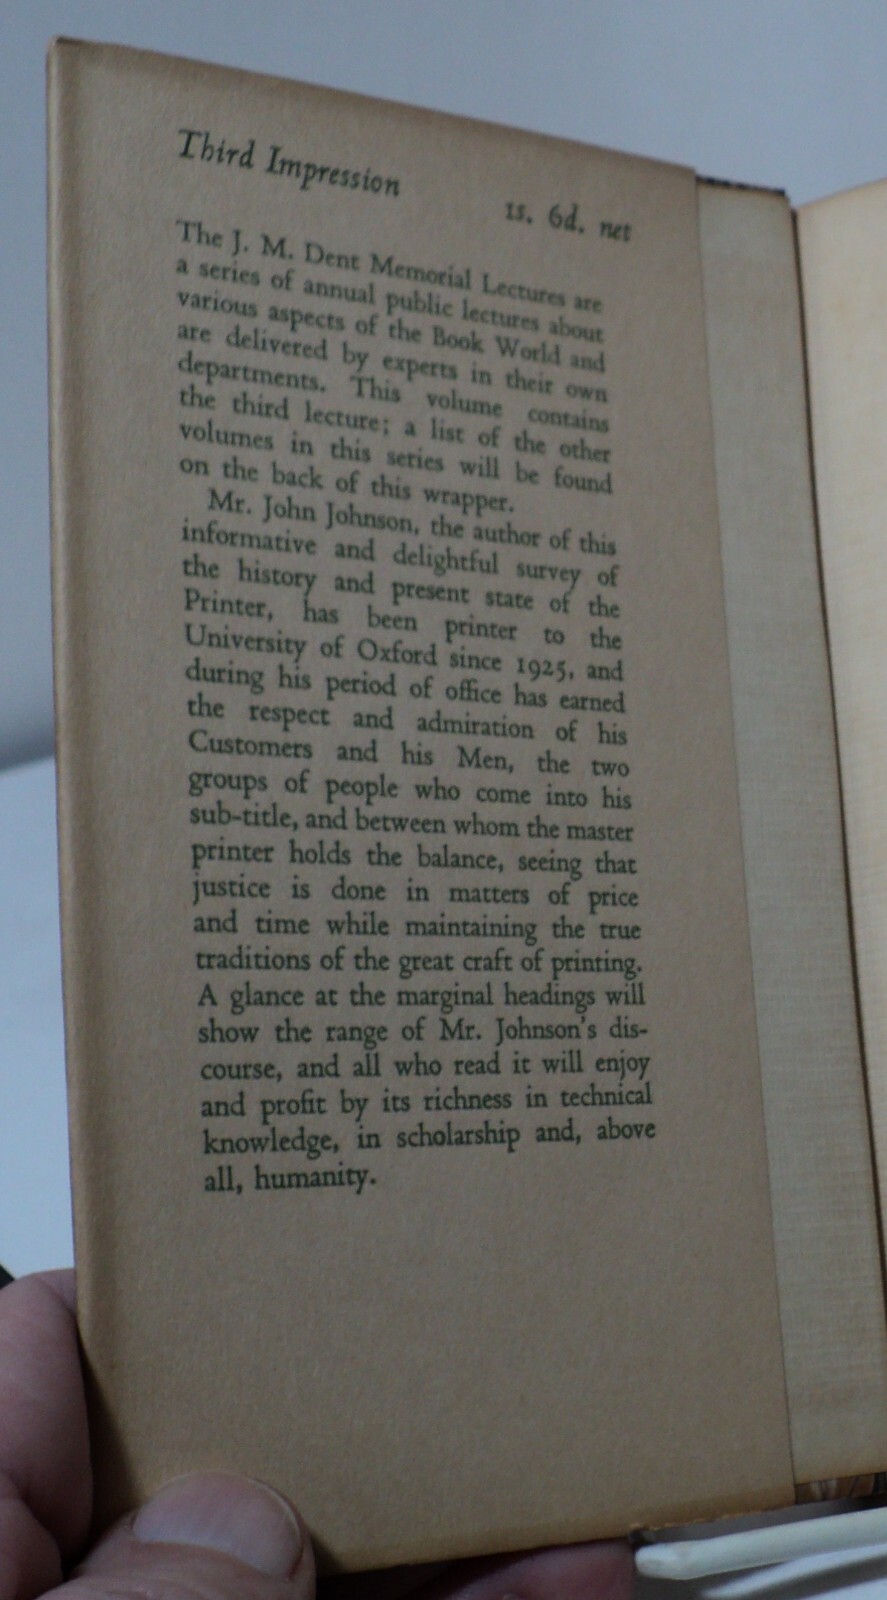 Third Impression
1s. 6d. net
The J. M. Dent Memorial Lectures are
a series of annual public lectures about
various aspects of the Book World and
are delivered by experts in their own
departments. This volume contains
the third lecture; a list of the other
volumes in this series will be found
on the back of this wrapper.
Mr. John Johnson, the author of this
informative and delightful survey of
the history and present state of the
Printer, has been printer to the
University of Oxford since 1925, and
during his period of office has earned
the respect and admiration of his
Customers and his Men, the two
groups of people who come into his
sub-title, and between whom the master
printer holds the balance, seeing that
justice is done in matters of price
and time while maintaining the true
traditions of the great craft of printing.
A glance at the marginal headings will
show the range of Mr. Johnson's dis-
course, and all who read it will enjoy
and profit by its richness in technical
knowledge, in scholarship and, above
all, humanity.